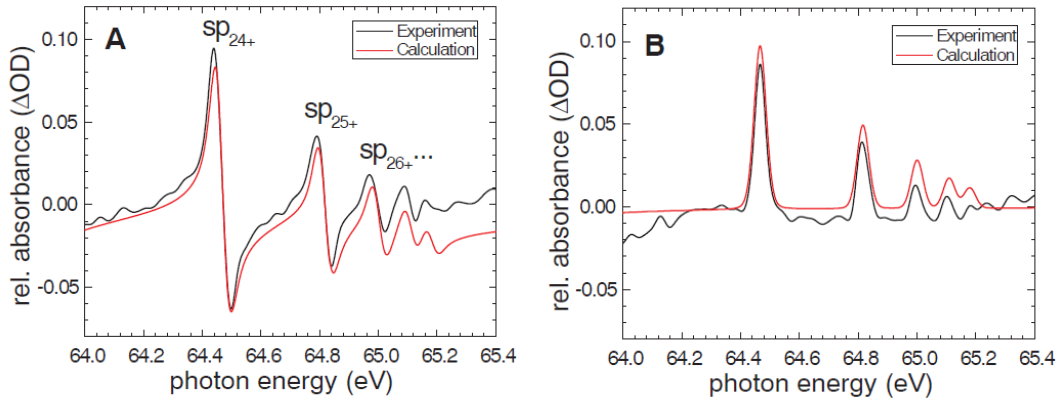 A
sp24+
sp25+
sp26+...
Experiment
Calculation
0.10
0.05
0.00
-0.05
rel. absorbance (ΔOD)
64.0 64.2 64.4 64.6 64.8 65.0 65.2 65.4
photon energy (eV)
B
Experiment
Calculation
0.10
0.05
0.00
-0.05
rel. absorbance (ΔOD)
64.0 64.2 64.4 64.6 64.8 65.0 65.2 65.4
photon energy (eV)